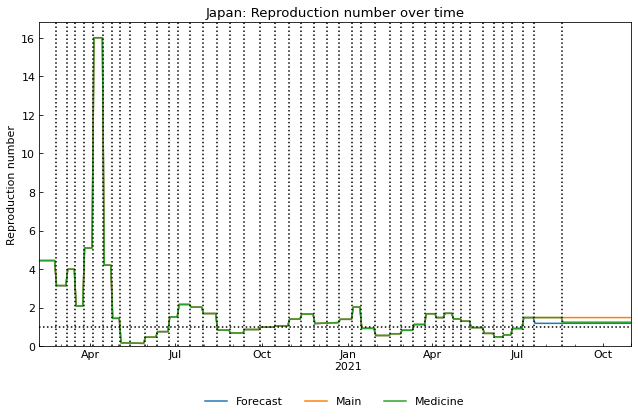 Japan: Reproduction number over time
Reproduction number
16
14
12
10
8
6
4
2
0
Apr Jul Oct Jan Apr Jul Oct
2021
Forecast Main Medicine